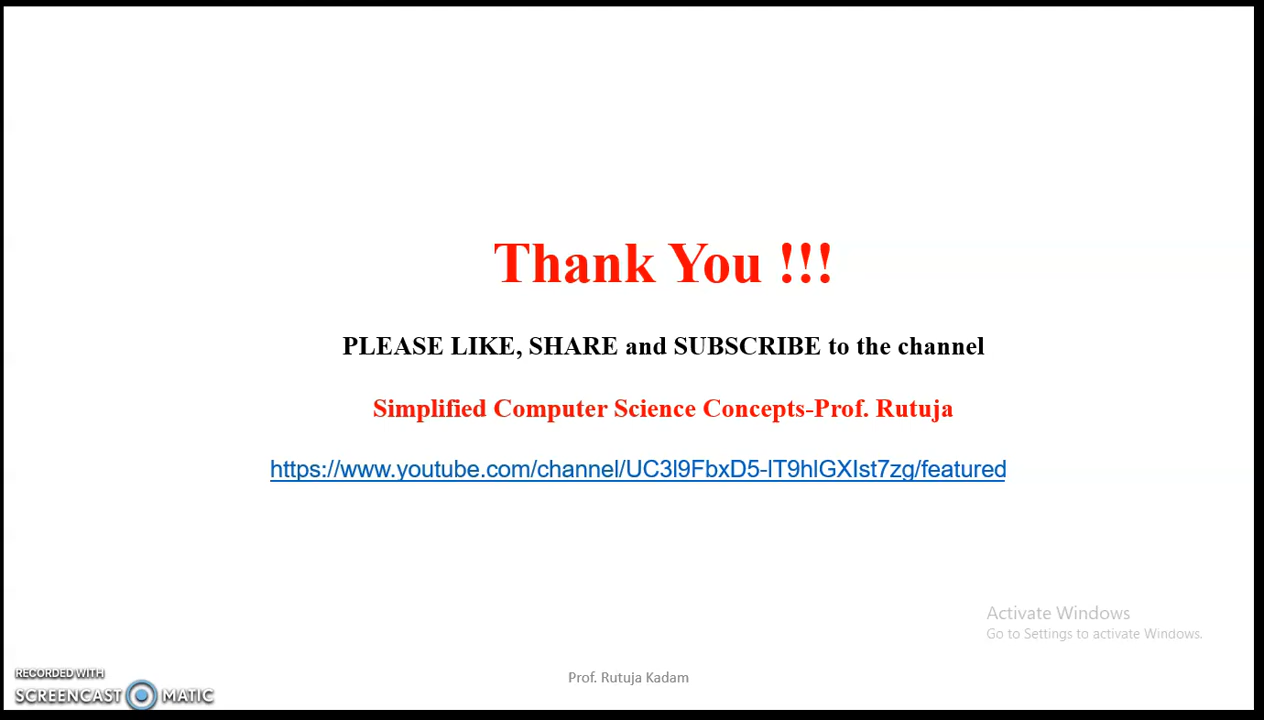 Thank You !!!
PLEASE LIKE, SHARE and SUBSCRIBE to the channel
Simplified Computer Science Concepts-Prof. Rutuja
https://www.youtube.com/channel/UC3l9FbxD5-lT9hlGXIst7zg/featured
Activate Windows
Go to Settings to activate Windows.
RECORDED WITH
SCREENCAST MATIC
Prof. Rutuja Kadam